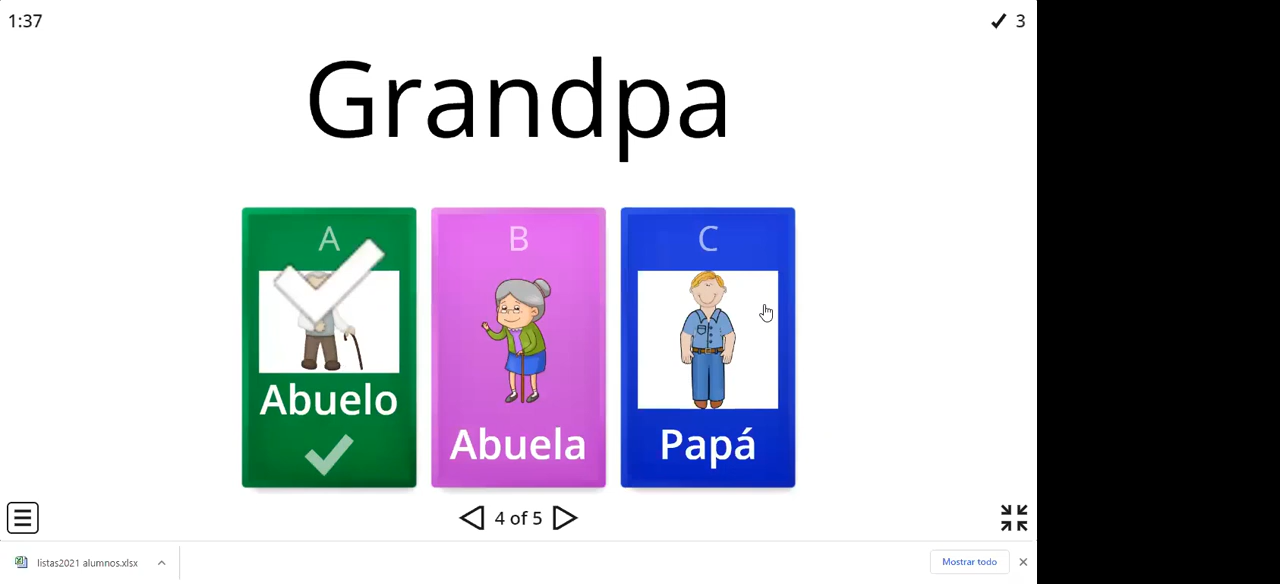 1:37
✓ 3
Grandpa
A
B
C
Abuelo
Abuela
Papá
4 of 5
listas2021 alumnos.xlsx
Mostrar todo